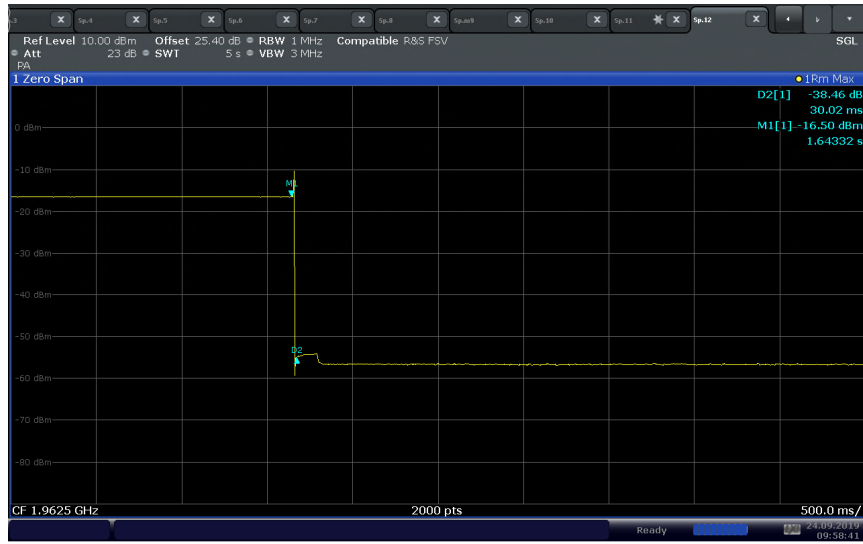 .3 Sp.4 Sp.5 Sp.6 Sp.7 Sp.8 Sp.10 Sp.11 Sp.12
Ref Level 10.00 dBm Offset 25.40 dB RBW 1 MHz Compatible R&S FSV SGL
Att 23 dB SWT 5 s VBW 3 MHz
PA
1 Zero Span 1Rm Max
D2[1] -38.46 dB
30.02 ms
M1[1] -16.50 dBm
1.64332 s
0 dBm
-10 dBm
M1
-20 dBm
-30 dBm
-40 dBm
-50 dBm
D2
-60 dBm
-70 dBm
-80 dBm
CF 1.9625 GHz 2000 pts 500.0 ms/
Ready 24.09.2019
09:58:41